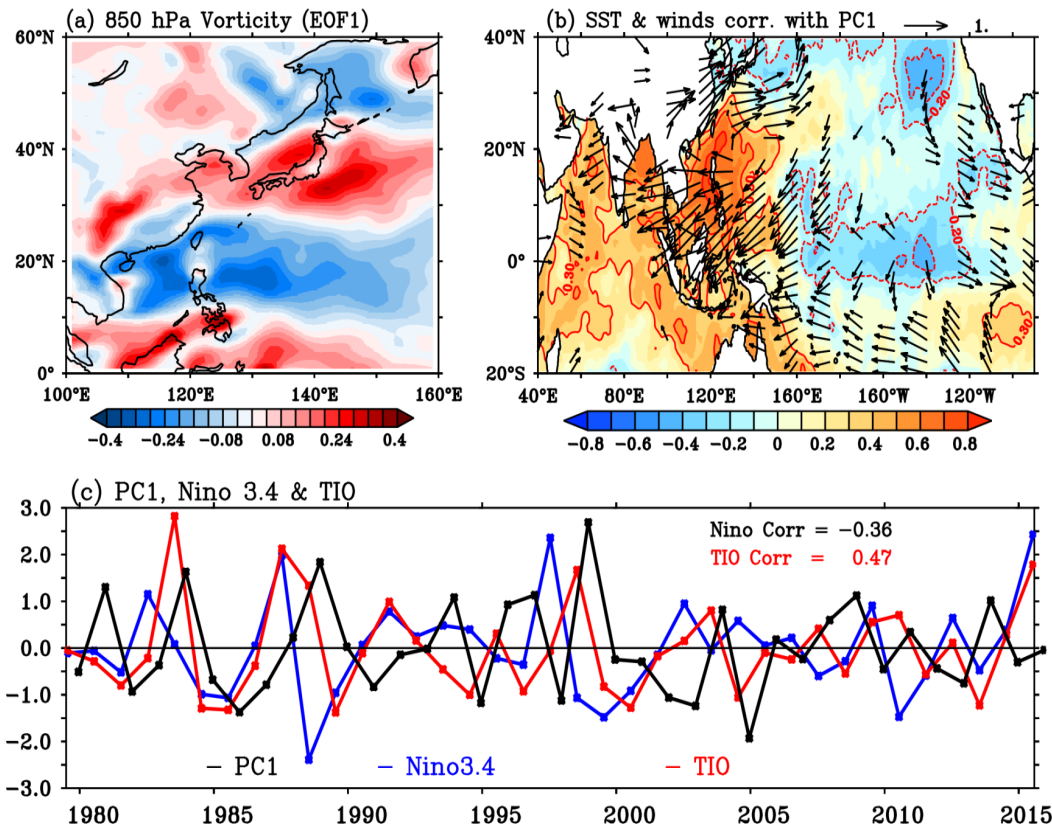 (a) 850 hPa Vorticity (EOF1)
60°N
40°N
20°N
0°
100°E 120°E 140°E 160°E
−0.4 −0.24 −0.08 0.08 0.24 0.4
(b) SST & winds corr. with PC1 1.
40°N
20°N
0°
20°S
40°E 80°E 120°E 160°E 160°W 120°W
−0.20
0.30
−0.20
0.30
0.30
−0.8 −0.6 −0.4 −0.2 0 0.2 0.4 0.6 0.8
(c) PC1, Nino 3.4 & TIO
3.0
2.0
1.0
0.0
−1.0
−2.0
−3.0
Nino Corr = −0.36
TIO Corr = 0.47
− PC1 − Nino3.4 − TIO
1980 1985 1990 1995 2000 2005 2010 2015